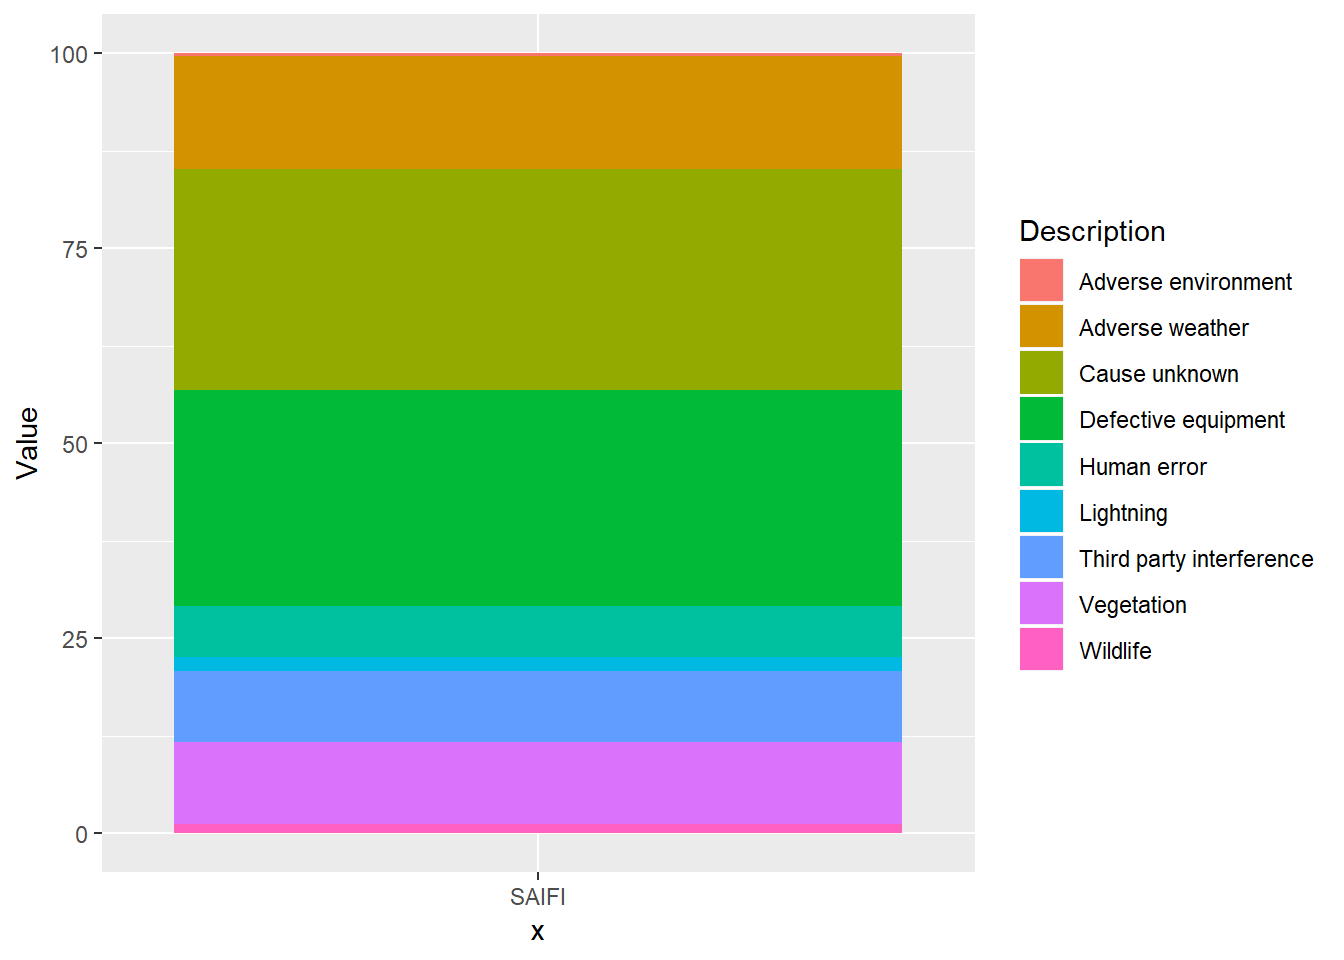 100
75
50
25
0
Value
SAIFI
x
Description
Adverse environment
Adverse weather
Cause unknown
Defective equipment
Human error
Lightning
Third party interference
Vegetation
Wildlife